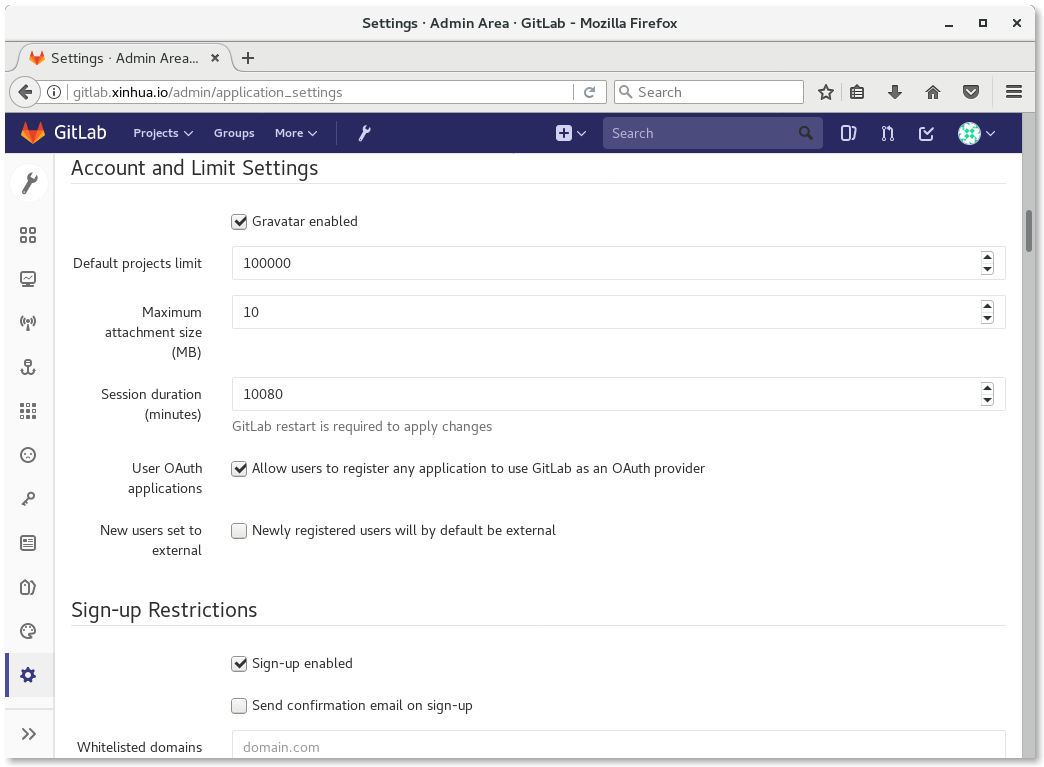 Settings · Admin Area · GitLab - Mozilla Firefox
Settings · Admin Area...
gitlab.xinhua.io/admin/application_settings
Search
GitLab
Projects
Groups
More
Search
Account and Limit Settings
Gravatar enabled
Default projects limit
100000
Maximum
attachment size
(MB)
10
Session duration
(minutes)
10080
GitLab restart is required to apply changes
User OAuth
applications
Allow users to register any application to use GitLab as an OAuth provider
New users set to
external
Newly registered users will by default be external
Sign-up Restrictions
Sign-up enabled
Send confirmation email on sign-up
Whitelisted domains
domain.com